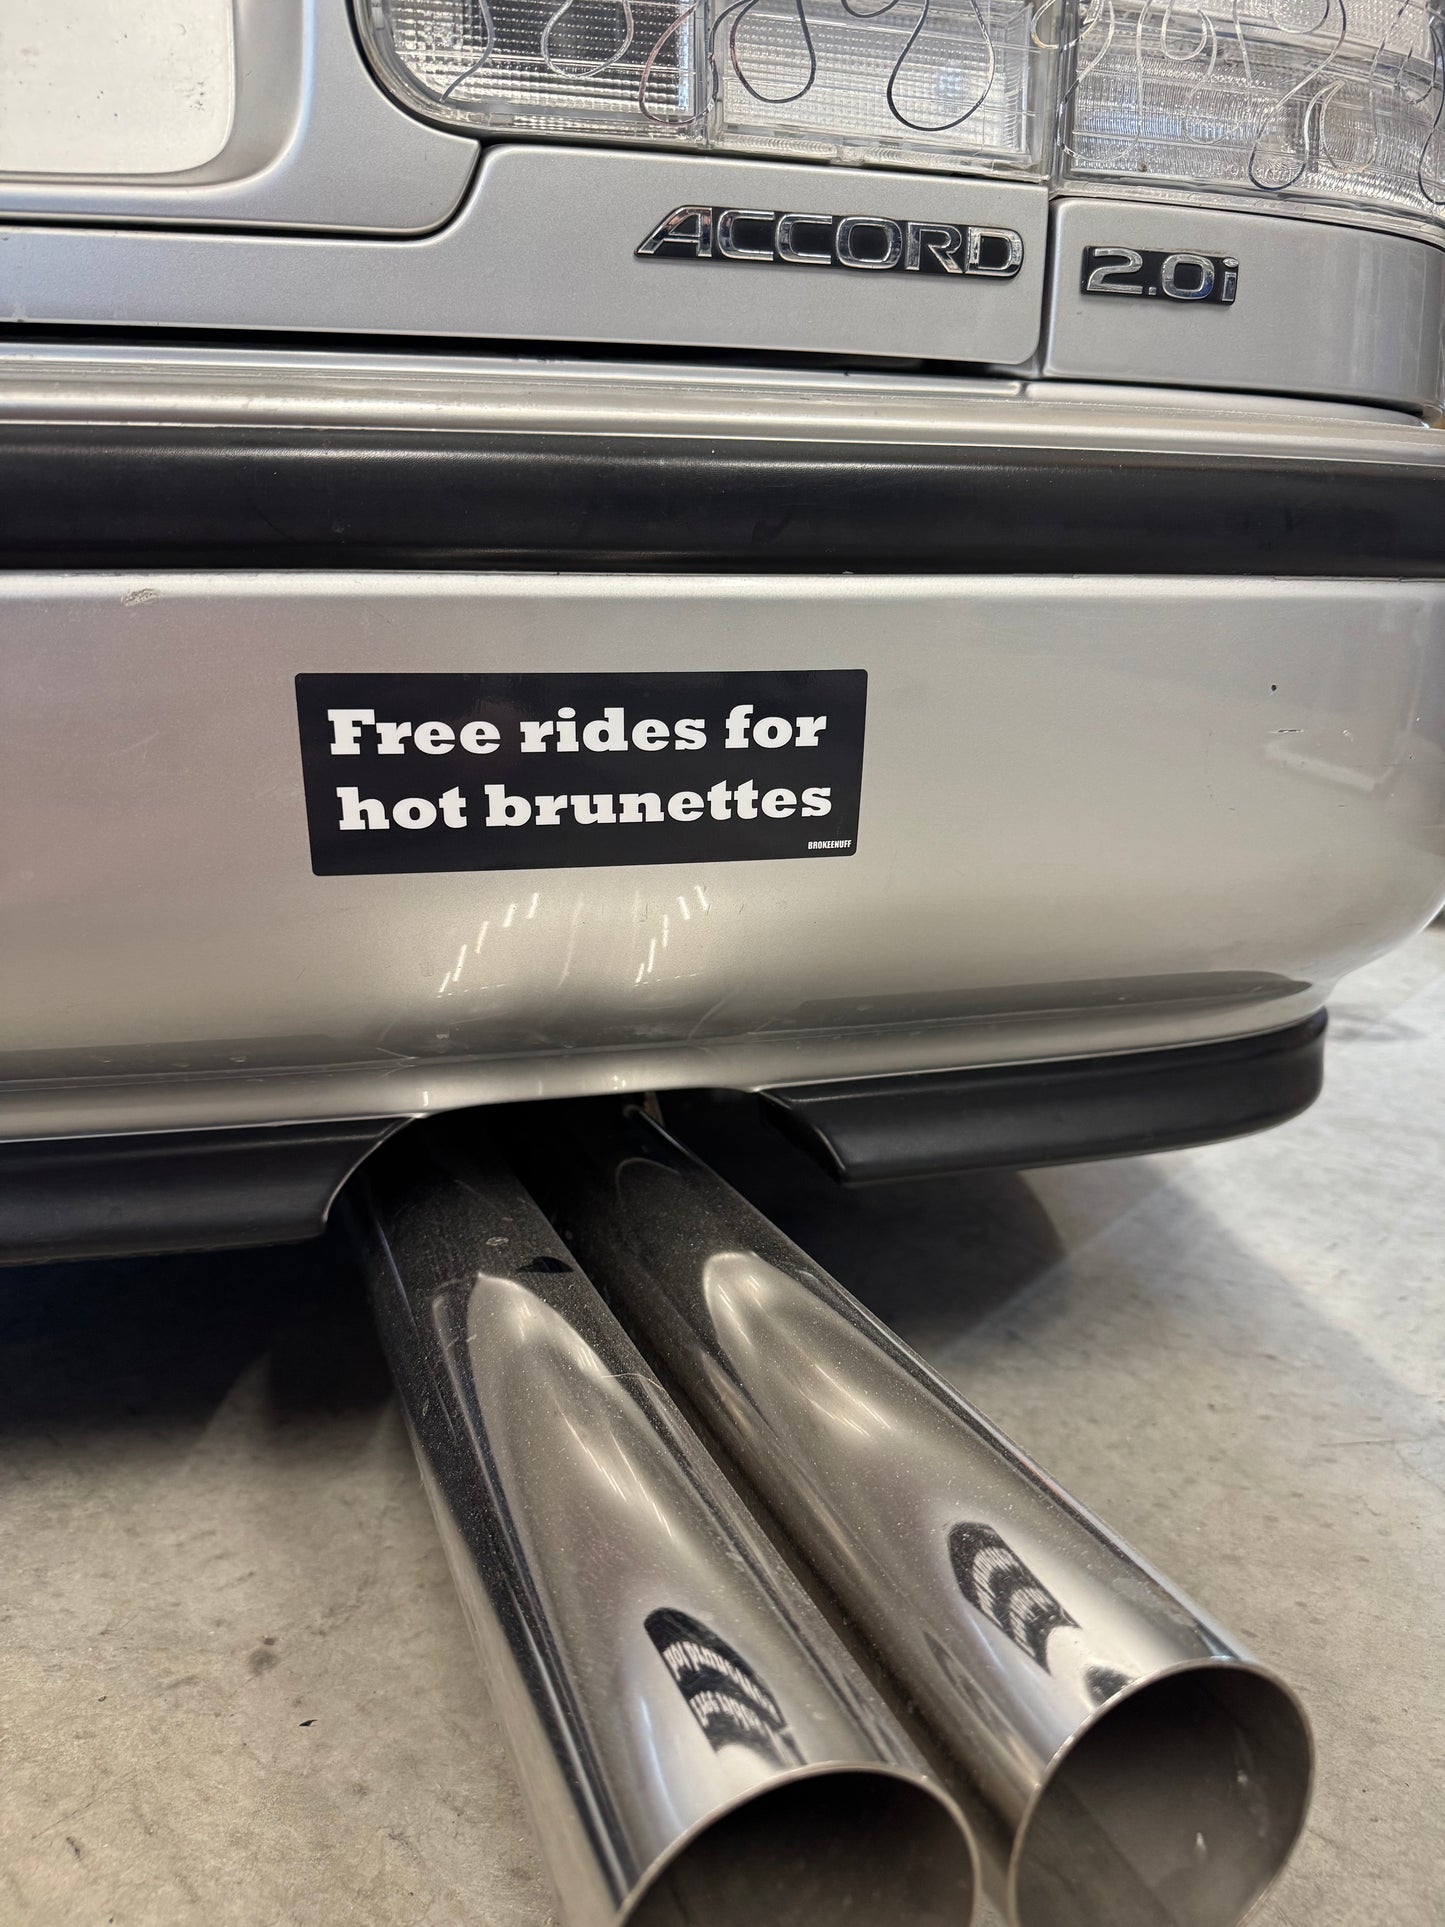 ACCORD
2.0i
Free rides for
hot brunettes
BROKEENUFF